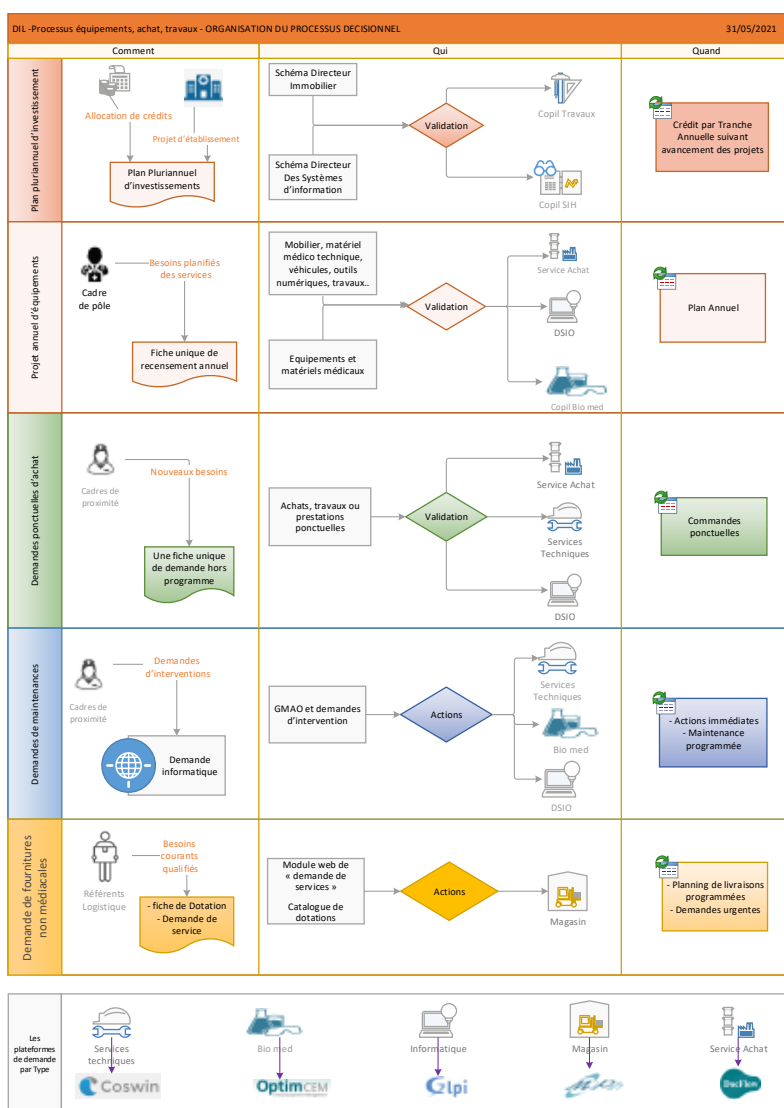 DIL -Processus équipements, achat, travaux - ORGANISATION DU PROCESSUS DECISIONNEL
31/05/2021
Comment
Qui
Quand
Plan pluriannuel d'investissement
Allocation de crédits
Projet d'établissement
Plan Pluriannuel
d'investissements
Schéma Directeur
Immobilier
Schéma Directeur
Des Systèmes
d'information
Validation
Copil Travaux
Copil SIH
Crédit par Tranche
Annuelle suivant
avancement des projets
Projet annuel d'équipements
Cadre
de pôle
Besoins planifiés
des services
Fiche unique de
recensement annuel
Mobilier, matériel
médico technique,
véhicules, outils
numériques, travaux..
Equipements et
matériels médicaux
Validation
Service Achat
DSIO
Copil Bio med
Plan Annuel
Demandes ponctuelles d'achat
Cadres de
proximité
Nouveaux besoins
Une fiche unique
de demande hors
programme
Achats, travaux ou
prestations
ponctuelles
Validation
Service Achat
Services
Techniques
DSIO
Commandes
ponctuelles
Demandes de maintenances
Cadres de
proximité
Demandes
d'interventions
Demande
informatique
GMAO et demandes
d'intervention
Actions
Services
Techniques
Bio med
DSIO
- Actions immédiates
- Maintenance
programmée
Demande de fournitures
non médiacales
Référents
Logistique
Besoins
courants
qualifiés
- fiche de Dotation
- Demande de
service
Module web de
« demande de
services »
Catalogue de
dotations
Actions
Magasin
- Planning de livraisons
programmées
- Demandes urgentes
Les
plateformes
de demande
par Type
Services
techniques
Bio med
Informatique
Magasin
Service Achat
Coswin
OptimCEM
Glpi
DocFlow